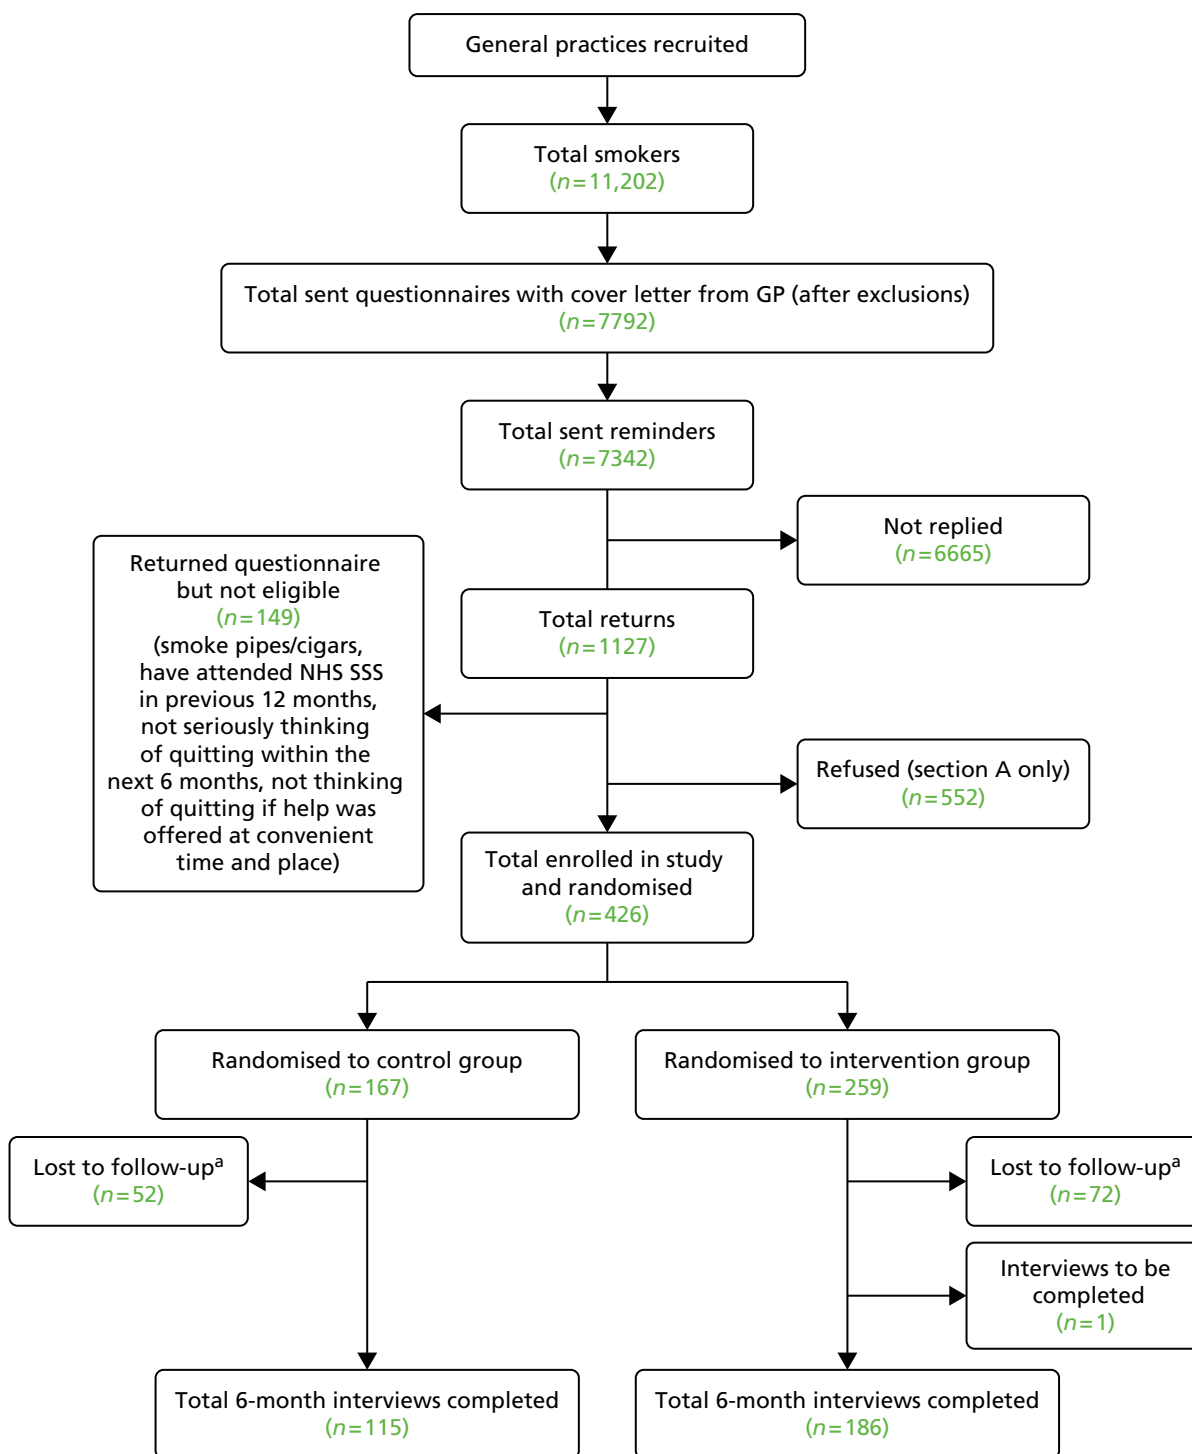 General practices recruited
Total smokers
(n=11,202)
Total sent questionnaires with cover letter from GP (after exclusions)
(n=7792)
Total sent reminders
(n=7342)
Not replied
(n=6665)
Returned questionnaire
but not eligible
(n=149)
(smoke pipes/cigars,
have attended NHS SSS
in previous 12 months,
not seriously thinking
of quitting within the
next 6 months, not thinking
of quitting if help was
offered at convenient
time and place)
Total returns
(n=1127)
Refused (section A only)
(n=552)
Total enrolled in study
and randomised
(n=426)
Randomised to control group
(n=167)
Randomised to intervention group
(n=259)
Lost to follow-upa
(n=52)
Lost to follow-upa
(n=72)
Interviews to be
completed
(n=1)
Total 6-month interviews completed
(n=115)
Total 6-month interviews completed
(n=186)